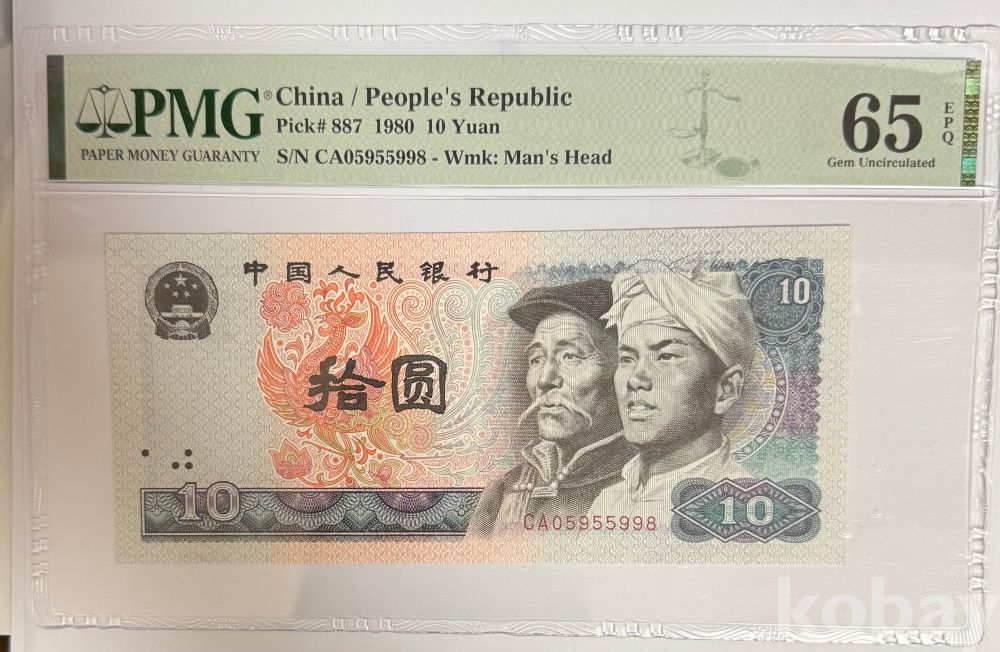 PMG® China / People's Republic
PAPER MONEY GUARANTY
Pick# 887 1980 10 Yuan
S/N CA05955998 - Wmk: Man's Head
65 EPQ
Gem Uncirculated
中国人民银行
10
拾圆
10
CA05955998
10
kobay